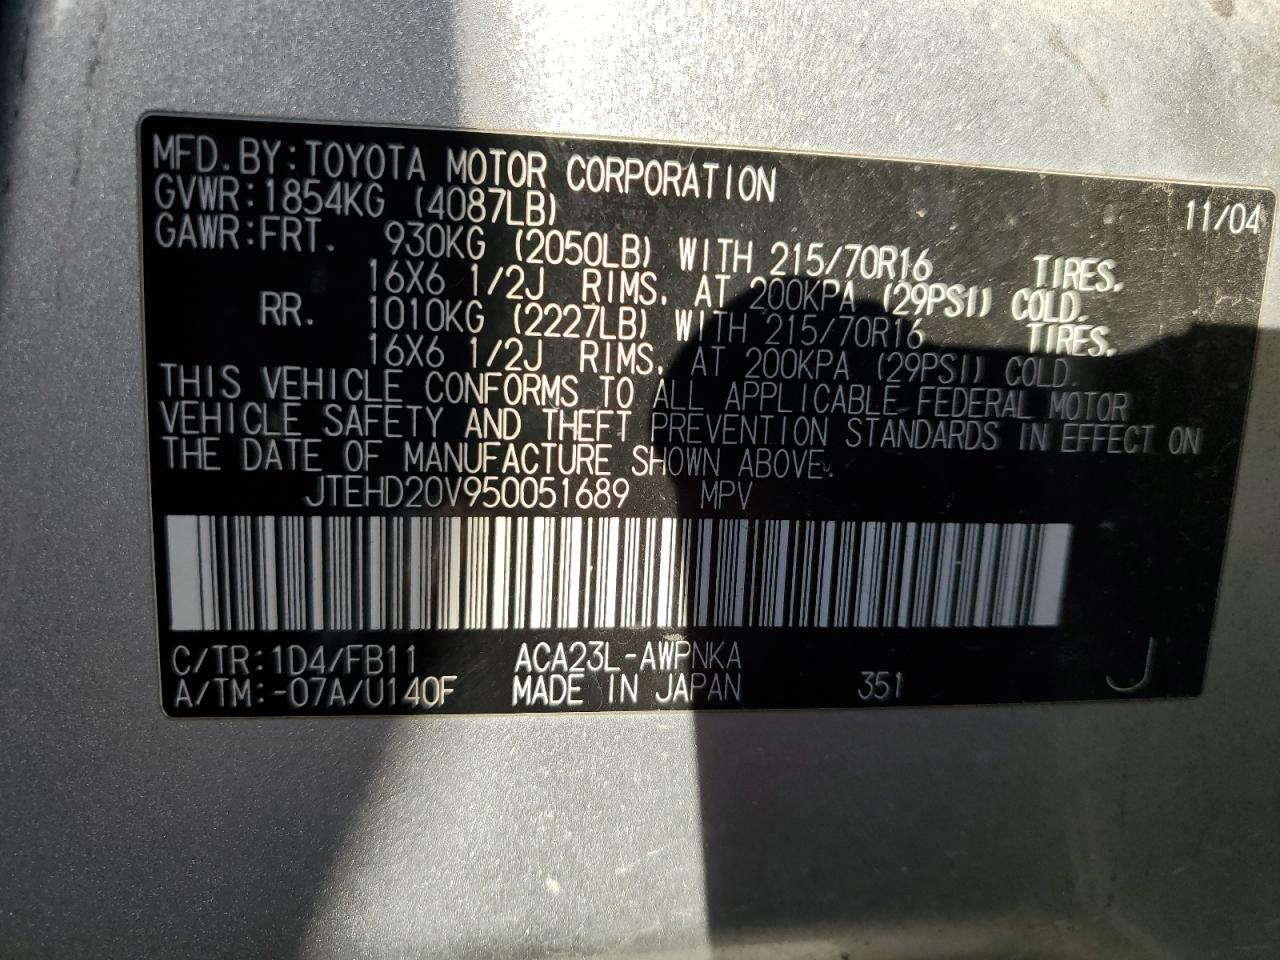 MFD.BY:TOYOTA MOTOR CORPORATION 11/04
GVWR:1854KG (4087LB)
GAWR:FRT. 930KG (2050LB) WITH 215/70R16 TIRES.
16X6 1/2J RIMS, AT 200KPA (29PSI) COLD.
RR. 1010KG (2227LB) WITH 215/70R16 TIRES.
16X6 1/2J RIMS, AT 200KPA (29PSI) COLD.
THIS VEHICLE CONFORMS TO ALL APPLICABLE FEDERAL MOTOR
VEHICLE SAFETY AND THEFT PREVENTION STANDARDS IN EFFECT ON
THE DATE OF MANUFACTURE SHOWN ABOVE.
JTEHD20V950051689 MPV
C/TR:1D4/FB11 ACA23L-AWPNKA
A/TM:-07A/U140F MADE IN JAPAN 351 J